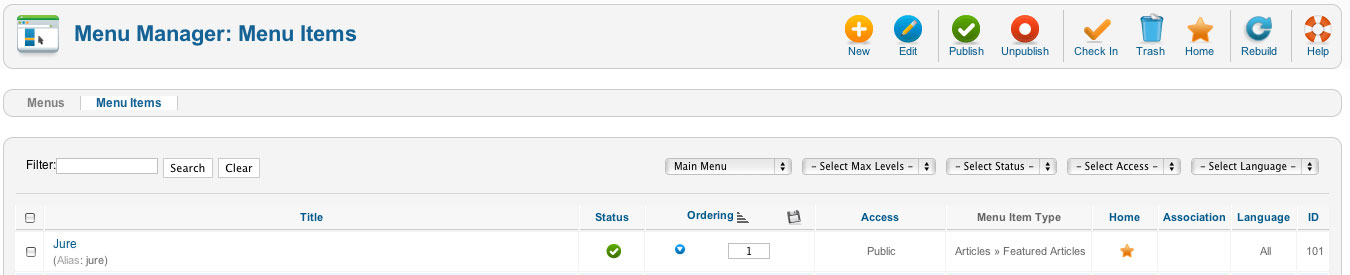 Menu Manager: Menu Items
New Edit Publish Unpublish Check In Trash Home Rebuild Help
Menus Menu Items
Filter: Search Clear Main Menu - Select Max Levels - - Select Status - - Select Access - - Select Language -
Title Status Ordering Access Menu Item Type Home Association Language ID
Jure 1 Public Articles » Featured Articles All 101
(Alias: jure)